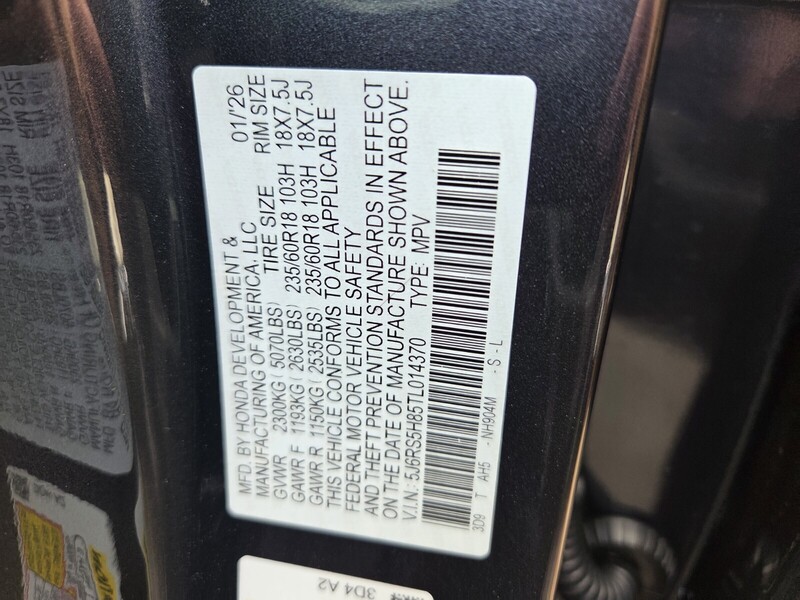 MFD. BY HONDA DEVELOPMENT &
MANUFACTURING OF AMERICA, LLC 01/'26
TIRE SIZE RIM SIZE
GVWR 2300KG ( 5070LBS)
GAWR F 1193KG ( 2630LBS) 235/60R18 103H 18X7.5J
GAWR R 1150KG ( 2535LBS) 235/60R18 103H 18X7.5J
THIS VEHICLE CONFORMS TO ALL APPLICABLE
FEDERAL MOTOR VEHICLE SAFETY
AND THEFT PREVENTION STANDARDS IN EFFECT
ON THE DATE OF MANUFACTURE SHOWN ABOVE.
V.I.N: 5J6RS5H85TL014370 TYPE: MPV
3D9 T AH5 -NH904M - S - L
3D4 A2